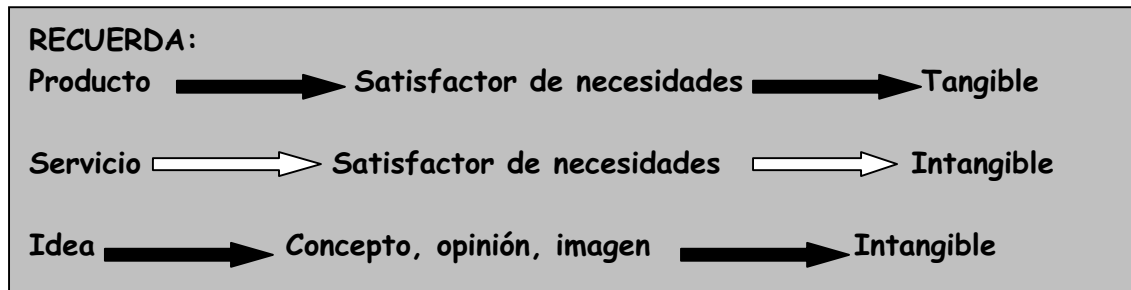 RECUERDA:
Producto Satisfactor de necesidades Tangible
Servicio Satisfactor de necesidades Intangible
Idea Concepto, opinión, imagen Intangible